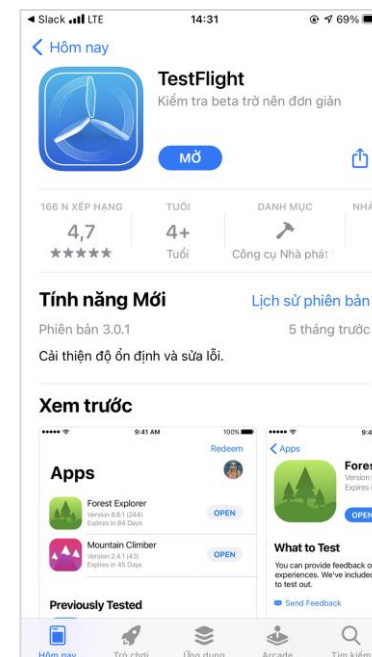 Slack LTE 14:31 69%
Hôm nay
TestFlight
Kiểm tra beta trở nên đơn giản
MỞ
166 N XẾP HẠNG TUỔI DANH MỤC NHÀ
4,7 4+
Tuổi Công cụ Nhà phát
Tính năng Mới Lịch sử phiên bản
Phiên bản 3.0.1 5 tháng trước
Cải thiện độ ổn định và sửa lỗi.
Xem trước
9:41 AM 100% 9:4
Redeem Apps
Apps
Forest Explorer
Version 8.6.1 (244)
Expires in 84 Days
OPEN
Mountain Climber
Version 2.4.1 (43)
Expires in 45 Days
OPEN
Previously Tested
Fores
Version
Expires i
OPEN
What to Test
You can provide feedback o
experiences. We've included
to test out.
Send Feedback
Hôm nay Trò chơi Ứng dụng Arcade Tìm kiếm